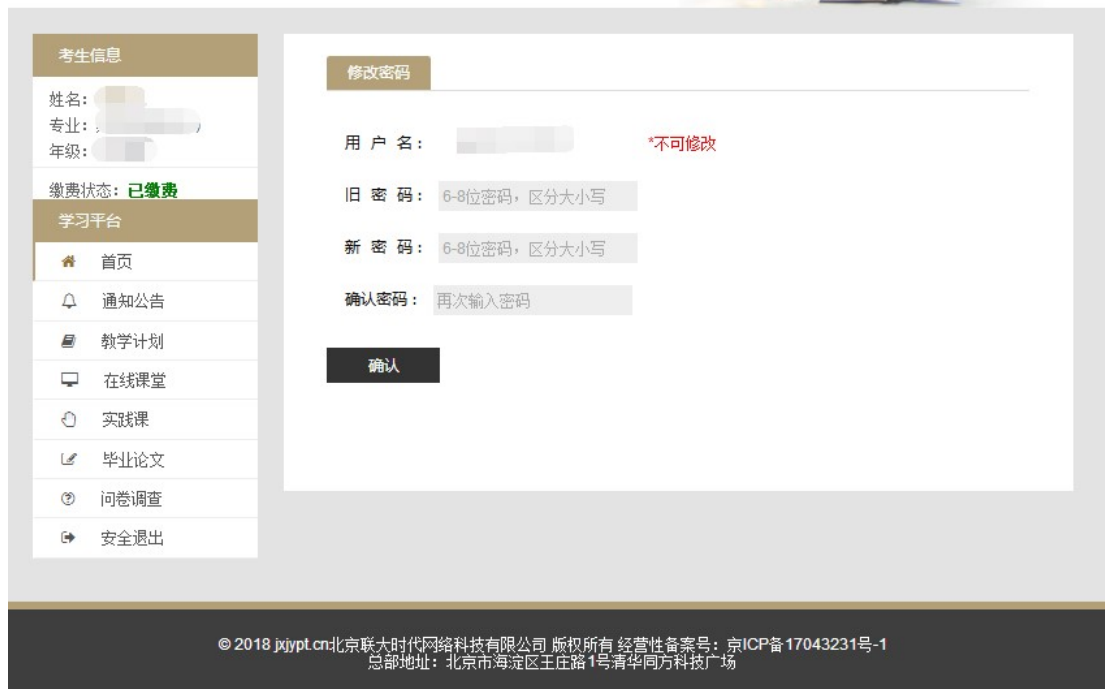 考生信息
姓名：
专业：
年级：
缴费状态：已缴费
学习平台
首页
通知公告
教学计划
在线课堂
实践课
毕业论文
问卷调查
安全退出
修改密码
用 户 名： *不可修改
旧 密 码： 6-8位密码，区分大小写
新 密 码： 6-8位密码，区分大小写
确认密码： 再次输入密码
确认
© 2018 jxjypt.cn北京联大时代网络科技有限公司 版权所有 经营性备案号：京ICP备17043231号-1
总部地址：北京市海淀区王庄路1号清华同方科技广场